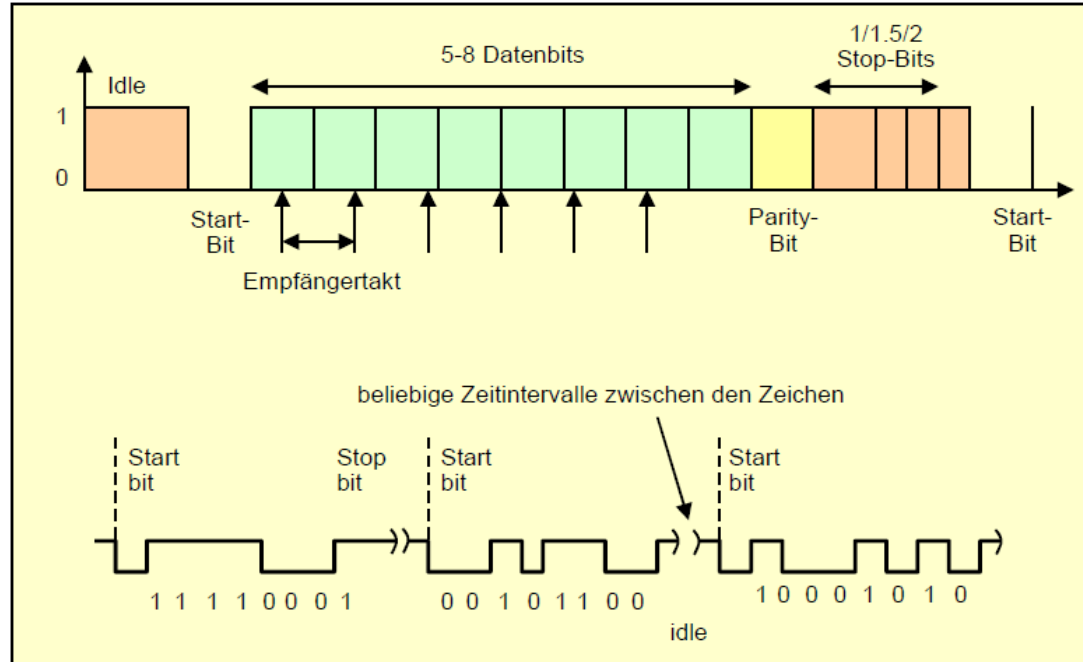 1/1.5/2
5-8 Datenbits
Stop-Bits
Idle
1
0
Start-
Bit
Parity-
Bit
Start-
Bit
Empfängertakt
beliebige Zeitintervalle zwischen den Zeichen
Start
bit
Stop
bit
Start
bit
Start
bit
1 1 1 1 0 0 0 1
0 0 1 0 1 1 0 0
1 0 0 0 1 0 1 0
idle